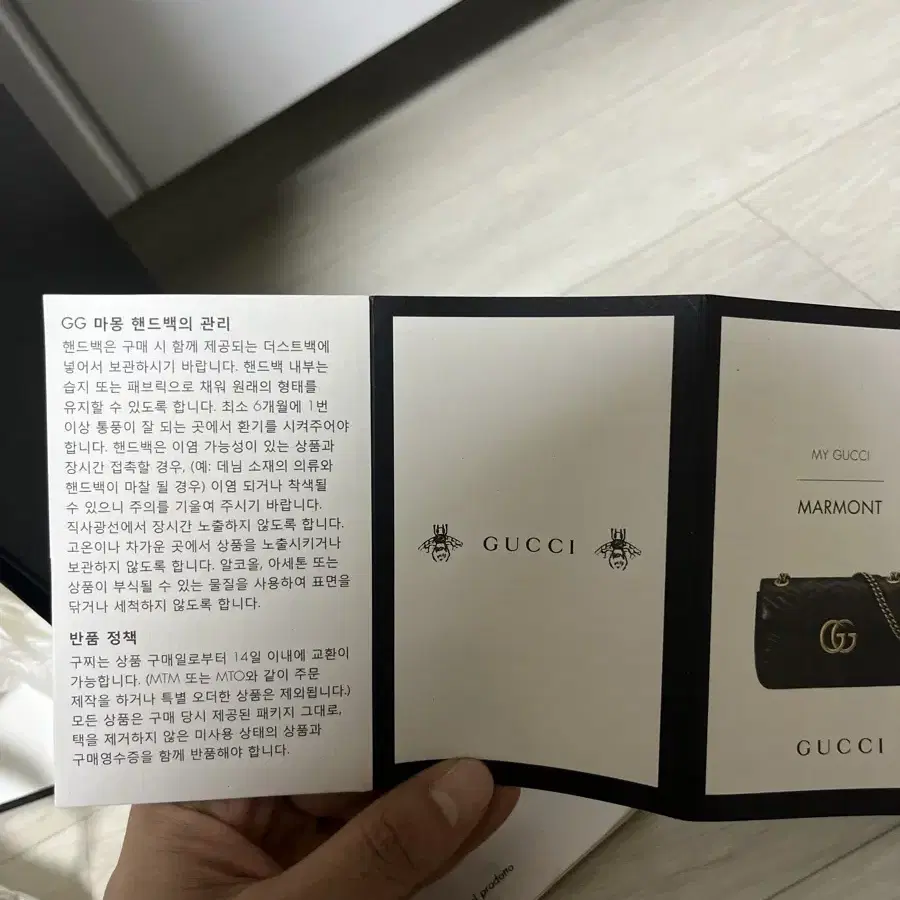 GG 마몽 핸드백의 관리
핸드백은 구매 시 함께 제공되는 더스트백에
넣어서 보관하시기 바랍니다. 핸드백 내부는
습지 또는 패브릭으로 채워 원래의 형태를
유지할 수 있도록 합니다. 최소 6개월에 1번
이상 통풍이 잘 되는 곳에서 환기를 시켜주어야
합니다. 핸드백은 이염 가능성이 있는 상품과
장시간 접촉할 경우, (예: 데님 소재의 의류와
핸드백이 마찰 될 경우) 이염 되거나 착색될
수 있으니 주의를 기울여 주시기 바랍니다.
직사광선에서 장시간 노출하지 않도록 합니다.
고온이나 차가운 곳에서 상품을 노출시키거나
보관하지 않도록 합니다. 알코올, 아세톤 또는
상품이 부식될 수 있는 물질을 사용하여 표면을
닦거나 세척하지 않도록 합니다.
반품 정책
구찌는 상품 구매일로부터 14일 이내에 교환이
가능합니다. (MTM 또는 MTO와 같이 주문
제작을 하거나 특별 오더한 상품은 제외됩니다.)
모든 상품은 구매 당시 제공된 패키지 그대로,
택을 제거하지 않은 미사용 상태의 상품과
구매영수증을 함께 반품해야 합니다.
GUCCI
MY GUCCI
MARMONT
GG
GUCCI
prodotto